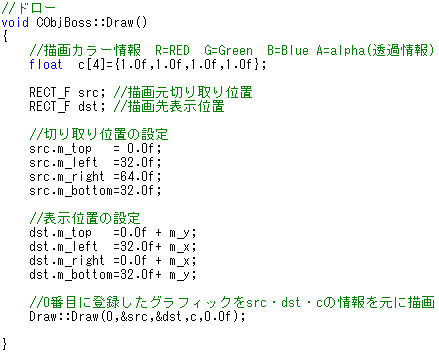 //ドロー
void CObjBoss::Draw()
{
    //描画カラー情報  R=RED  G=Green  B=Blue A=alpha(透過情報)
    float  c[4]={1.0f,1.0f,1.0f,1.0f};
    RECT_F src; //描画元切り取り位置
    RECT_F dst; //描画先表示位置
    //切り取り位置の設定
    src.m_top   = 0.0f;
    src.m_left  =32.0f;
    src.m_right =64.0f;
    src.m_bottom=32.0f;
    //表示位置の設定
    dst.m_top   =0.0f + m_y;
    dst.m_left  =32.0f+ m_x;
    dst.m_right =0.0f + m_x;
    dst.m_bottom=32.0f+ m_y;
    //0番目に登録したグラフィックをsrc・dst・cの情報を元に描画
    Draw::Draw(0,&src,&dst,c,0.0f);
}